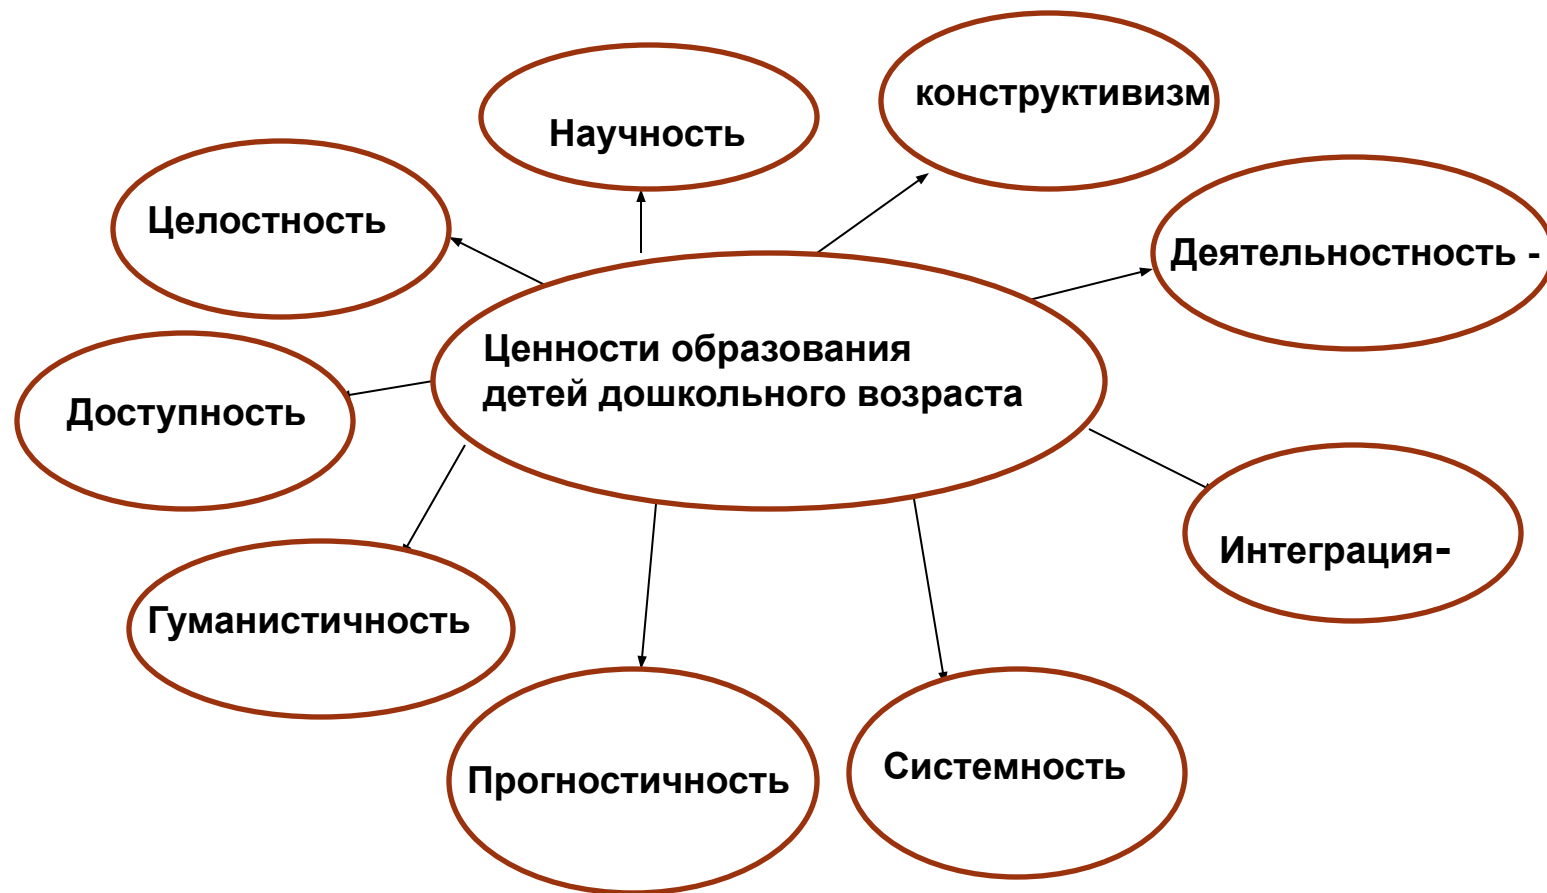 конструктивизм
Научность
Целостность
Деятельностность -
Ценности образования
детей дошкольного возраста
Доступность
Интеграция-
Гуманистичность
Системность
Прогностичность